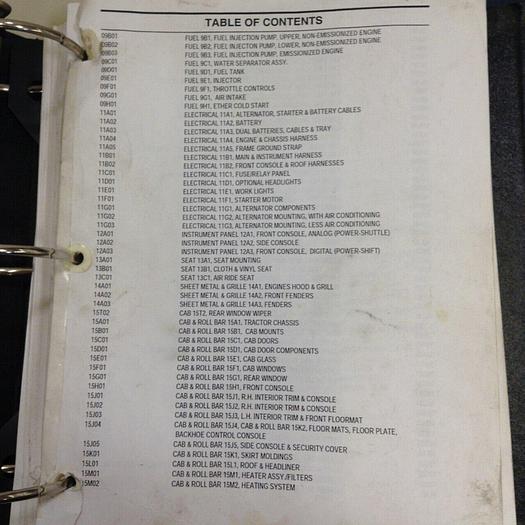 TABLE OF CONTENTS
09B01 FUEL 9B1, FUEL INJECTION PUMP, UPPER, NON-EMISSIONIZED ENGINE
09B02 FUEL 9B2, FUEL INJECTON PUMP, LOWER, NON-EMISSIONIZED ENGINE
09B03 FUEL 9B3, FUEL INJECTION PUMP, EMISSIONIZED ENGINE
09C01 FUEL 9C1, WATER SEPARATOR ASSY.
09D01 FUEL 9D1, FUEL TANK
09E01 FUEL 9E1, INJECTOR
09F01 FUEL 9F1, THROTTLE CONTROLS
09G01 FUEL 9G1, AIR INTAKE
09H01 FUEL 9H1, ETHER COLD START
11A01 ELECTRICAL 11A1, ALTERNATOR, STARTER & BATTERY CABLES
11A02 ELECTRICAL 11A2, BATTERY
11A03 ELECTRICAL 11A3, DUAL BATTERIES, CABLES & TRAY
11A04 ELECTRICAL 11A4, ENGINE & CHASSIS HARNESS
11A05 ELECTRICAL 11A5, FRAME GROUND STRAP
11B01 ELECTRICAL 11B1, MAIN & INSTRUMENT HARNESS
11B02 ELECTRICAL 11B2, FRONT CONSOLE & ROOF HARNESSES
11C01 ELECTRICAL 11C1, FUSE/RELAY PANEL
11D01 ELECTRICAL 11D1, OPTIONAL HEADLIGHTS
11E01 ELECTRICAL 11E1, WORK LIGHTS
11F01 ELECTRICAL 11F1, STARTER MOTOR
11G01 ELECTRICAL 11G1, ALTERNATOR COMPONENTS
11G02 ELECTRICAL 11G2, ALTERNATOR MOUNTING, WITH AIR CONDITIONING
11G03 ELECTRICAL 11G3, ALTERNATOR MOUNTING, LESS AIR CONDITIONING
12A01 INSTRUMENT PANEL 12A1, FRONT CONSOLE, ANALOG (POWER-SHUTTLE)
12A02 INSTRUMENT PANEL 12A2, SIDE CONSOLE
12A03 INSTRUMENT PANEL 12A3, FRONT CONSOLE, DIGITAL (POWER-SHIFT)
13A01 SEAT 13A1, SEAT MOUNTING
13B01 SEAT 13B1, CLOTH & VINYL SEAT
13C01 SEAT 13C1, AIR RIDE SEAT
14A01 SHEET METAL & GRILLE 14A1, ENGINES HOOD & GRILL
14A02 SHEET METAL & GRILLE 14A2, FRONT FENDERS
14A03 SHEET METAL & GRILLE 14A3, FENDERS
15T02 CAB 15T2, REAR WINDOW WIPER
15A01 CAB & ROLL BAR 15A1, TRACTOR CHASSIS
15B01 CAB & ROLL BAR 15B1, CAB MOUNTS
15C01 CAB & ROLL BAR 15C1, CAB DOORS
15D01 CAB & ROLL BAR 15D1, CAB DOOR COMPONENTS
15E01 CAB & ROLL BAR 15E1, CAB GLASS
15F01 CAB & ROLL BAR 15F1, CAB WINDOWS
15G01 CAB & ROLL BAR 15G1, REAR WINDOW
15H01 CAB & ROLL BAR 15H1, FRONT CONSOLE
15J01 CAB & ROLL BAR 15J1, R.H. INTERIOR TRIM & CONSOLE
15J02 CAB & ROLL BAR 15J2, R.H. INTERIOR TRIM & CONSOLE
15J03 CAB & ROLL BAR 15J3, L.H. INTERIOR TRIM & FRONT FLOORMAT
15J04 CAB & ROLL BAR 15J4, CAB & ROLL BAR 15K2, FLOOR MATS, FLOOR PLATE,
BACKHOE CONTROL CONSOLE
15J05 CAB & ROLL BAR 15J5, SIDE CONSOLE & SECURITY COVER
15K01 CAB & ROLL BAR 15K1, SKIRT MOLDINGS
15L01 CAB & ROLL BAR 15L1, ROOF & HEADLINER
15M01 CAB & ROLL BAR 15M1, HEATER ASSY./FILTERS
15M02 CAB & ROLL BAR 15M2, HEATING SYSTEM